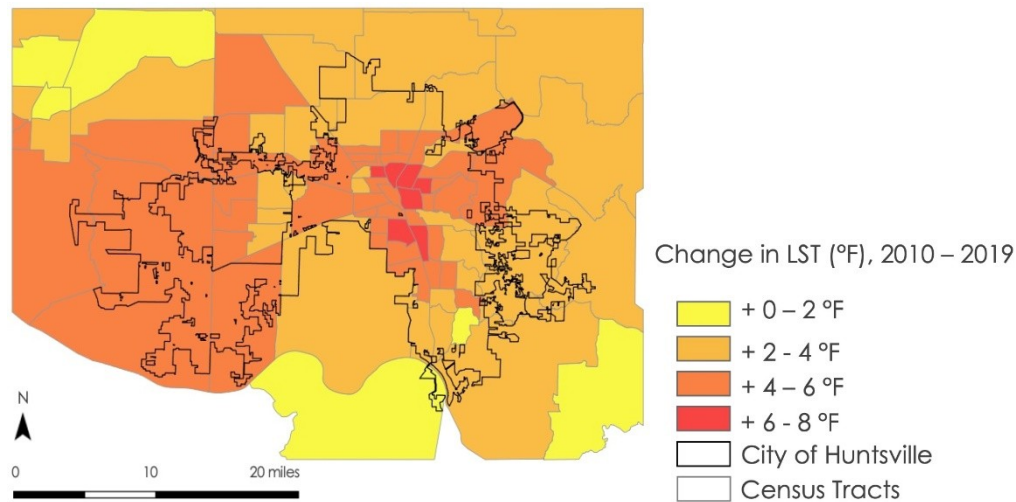 Change in LST (°F), 2010 – 2019
+ 0 – 2 °F
+ 2 - 4 °F
+ 4 – 6 °F
+ 6 - 8 °F
City of Huntsville
Census Tracts
N
0 10 20 miles